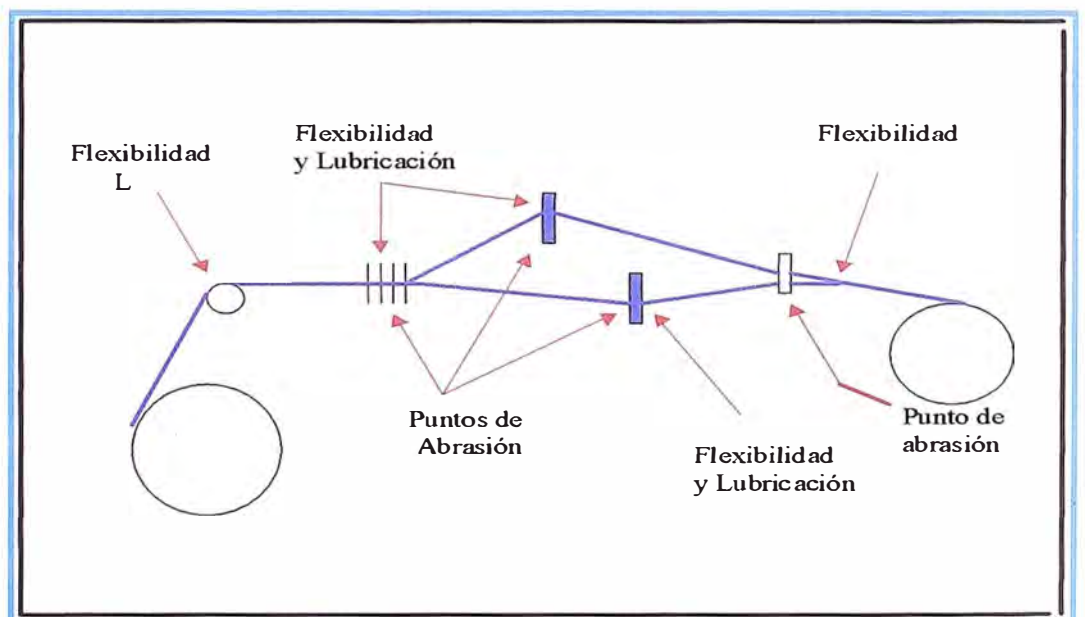 Flexibilidad
L
Flexibilidad
y Lubricación
Flexibilidad
Puntos de
Abrasión
Flexibilidad
y Lubricación
Punto de
abrasión